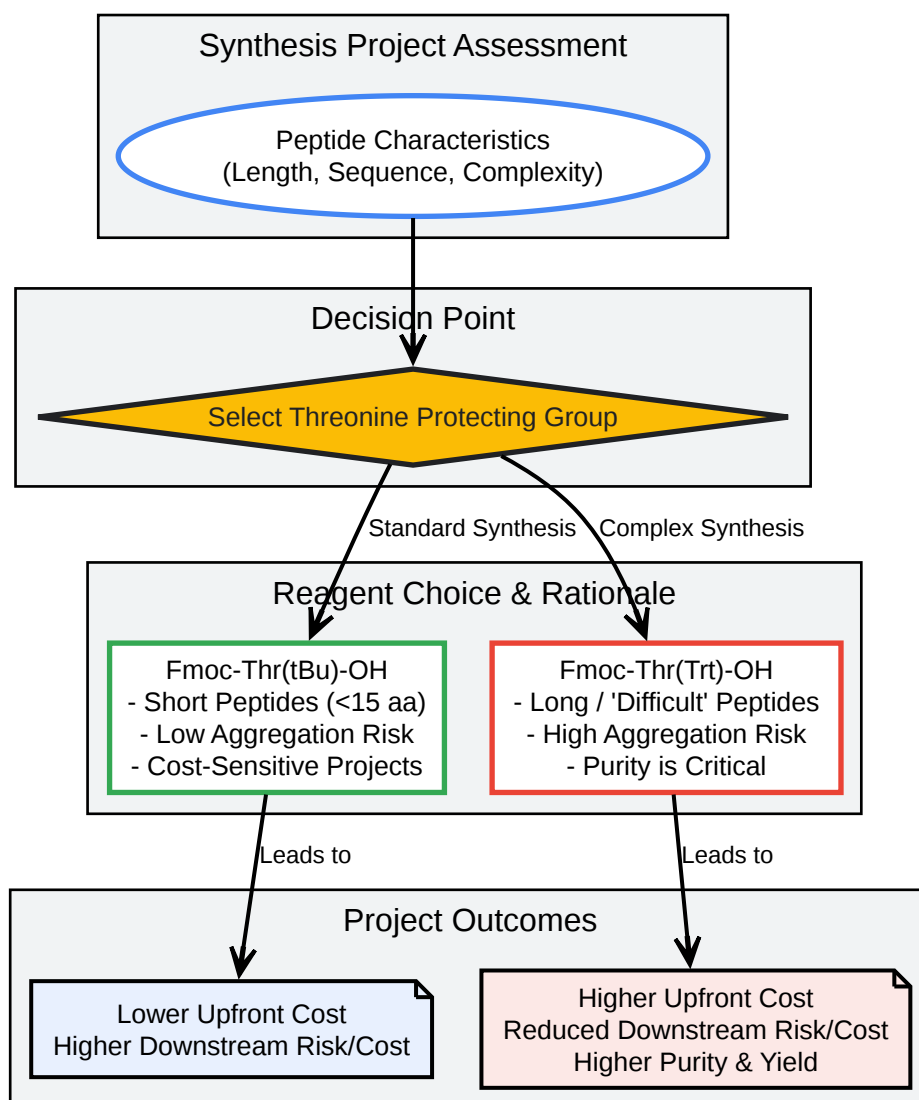 Synthesis Project Assessment
Peptide Characteristics
(Length, Sequence, Complexity)
Decision Point
Select Threonine Protecting Group
Standard Synthesis
Complex Synthesis
Reagent Choice & Rationale
Fmoc-Thr(tBu)-OH
- Short Peptides (<15 aa)
- Low Aggregation Risk
- Cost-Sensitive Projects
Fmoc-Thr(Trt)-OH
- Long / 'Difficult' Peptides
- High Aggregation Risk
- Purity is Critical
Leads to
Leads to
Project Outcomes
Lower Upfront Cost
Higher Downstream Risk/Cost
Higher Upfront Cost
Reduced Downstream Risk/Cost
Higher Purity & Yield